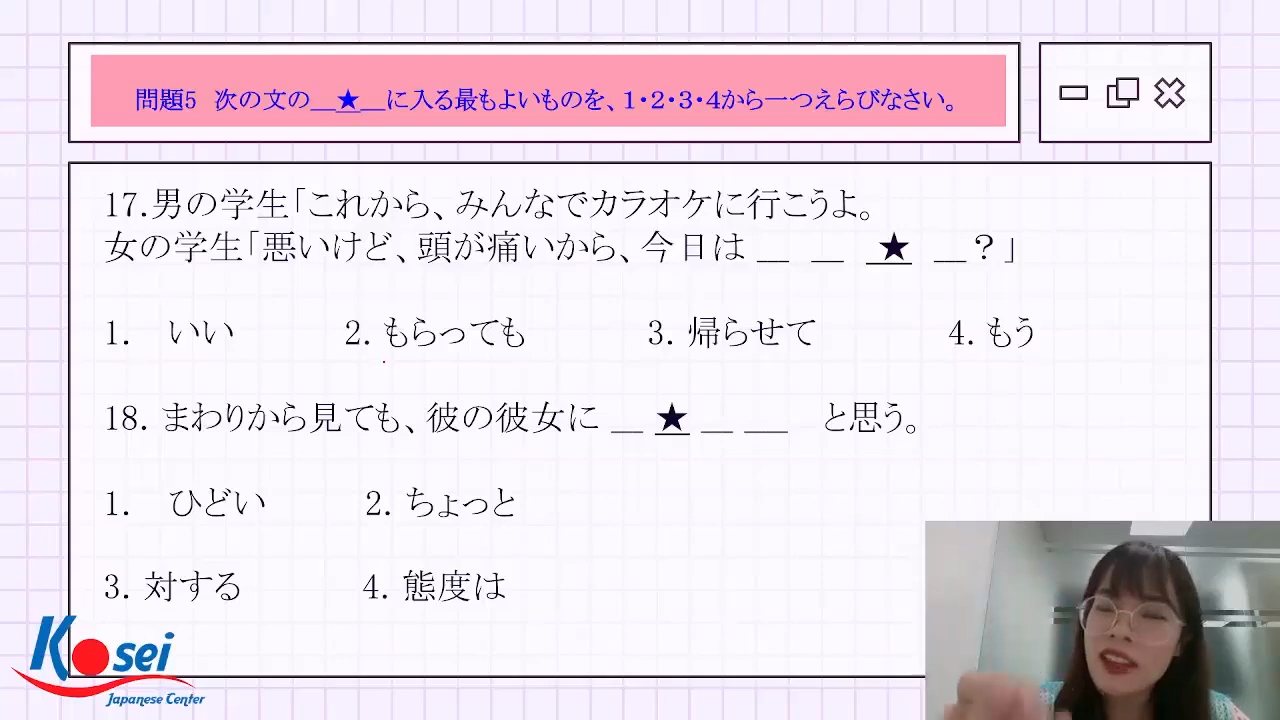 問題5 次の文の__★__に入る最もよいものを、1・2・3・4から一つえらびなさい。
17.男の学生「これから、みんなでカラオケに行こうよ。
女の学生「悪いけど、頭が痛いから、今日は __ __ ★ __?」
1. いい 2. もらっても 3. 帰らせて 4. もう
18. まわりから見ても、彼の彼女に __ ★ __ __ と思う。
1. ひどい 2. ちょっと
3. 対する 4. 態度は
Kosei
Japanese Center